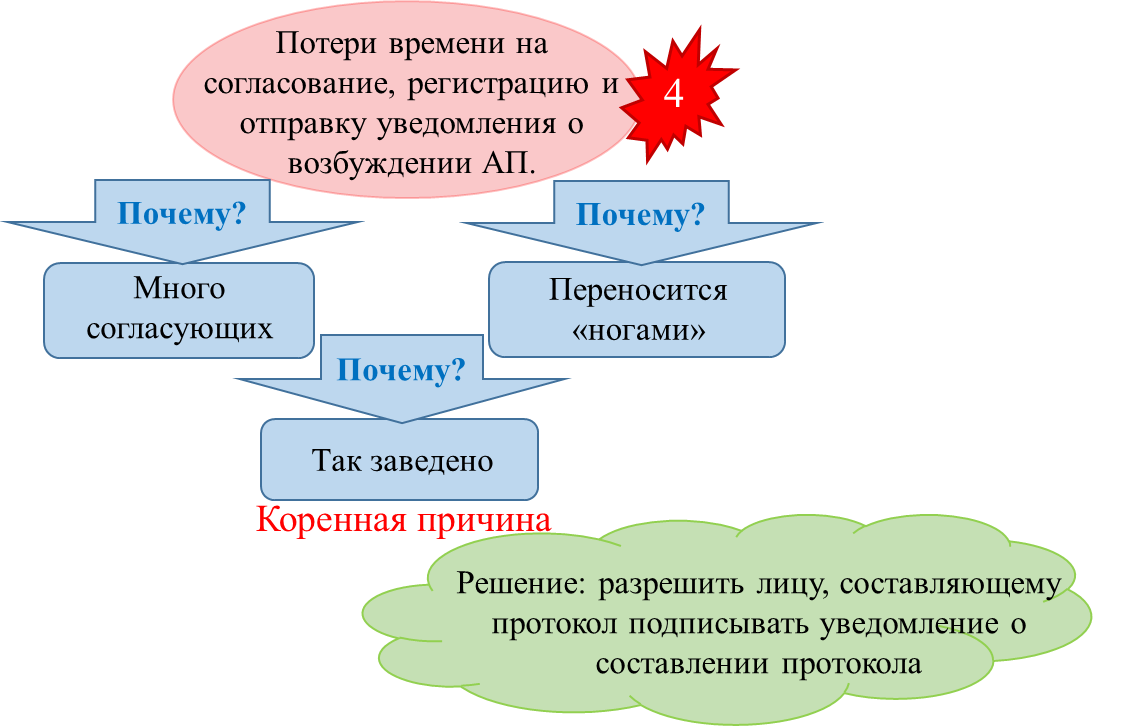 Потери времени на
согласование, регистрацию и
отправку уведомления о
возбуждении АП.
4
Почему?
Почему?
Много
согласующих
Переносится
«ногами»
Почему?
Так заведено
Коренная причина
Решение: разрешить лицу, составляющему
протокол подписывать уведомление о
составлении протокола